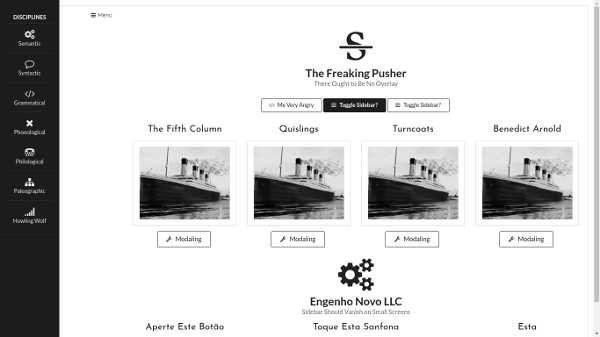 DISCIPLINES
Semantic
Syntactic
Grammatical
Phonological
Philological
Paleographic
Howling Wolf
Menu
The Freaking Pusher
There Ought to Be No Overlay
Me Very Angry
Toggle Sidebar?
Toggle Sidebar?
The Fifth Column
Quislings
Turncoats
Benedict Arnold
Modaling
Modaling
Modaling
Modaling
Engenho Novo LLC
Sidebar Should Vanish on Small Screens
Aperte Este Botão
Toque Esta Sanfona
Esta